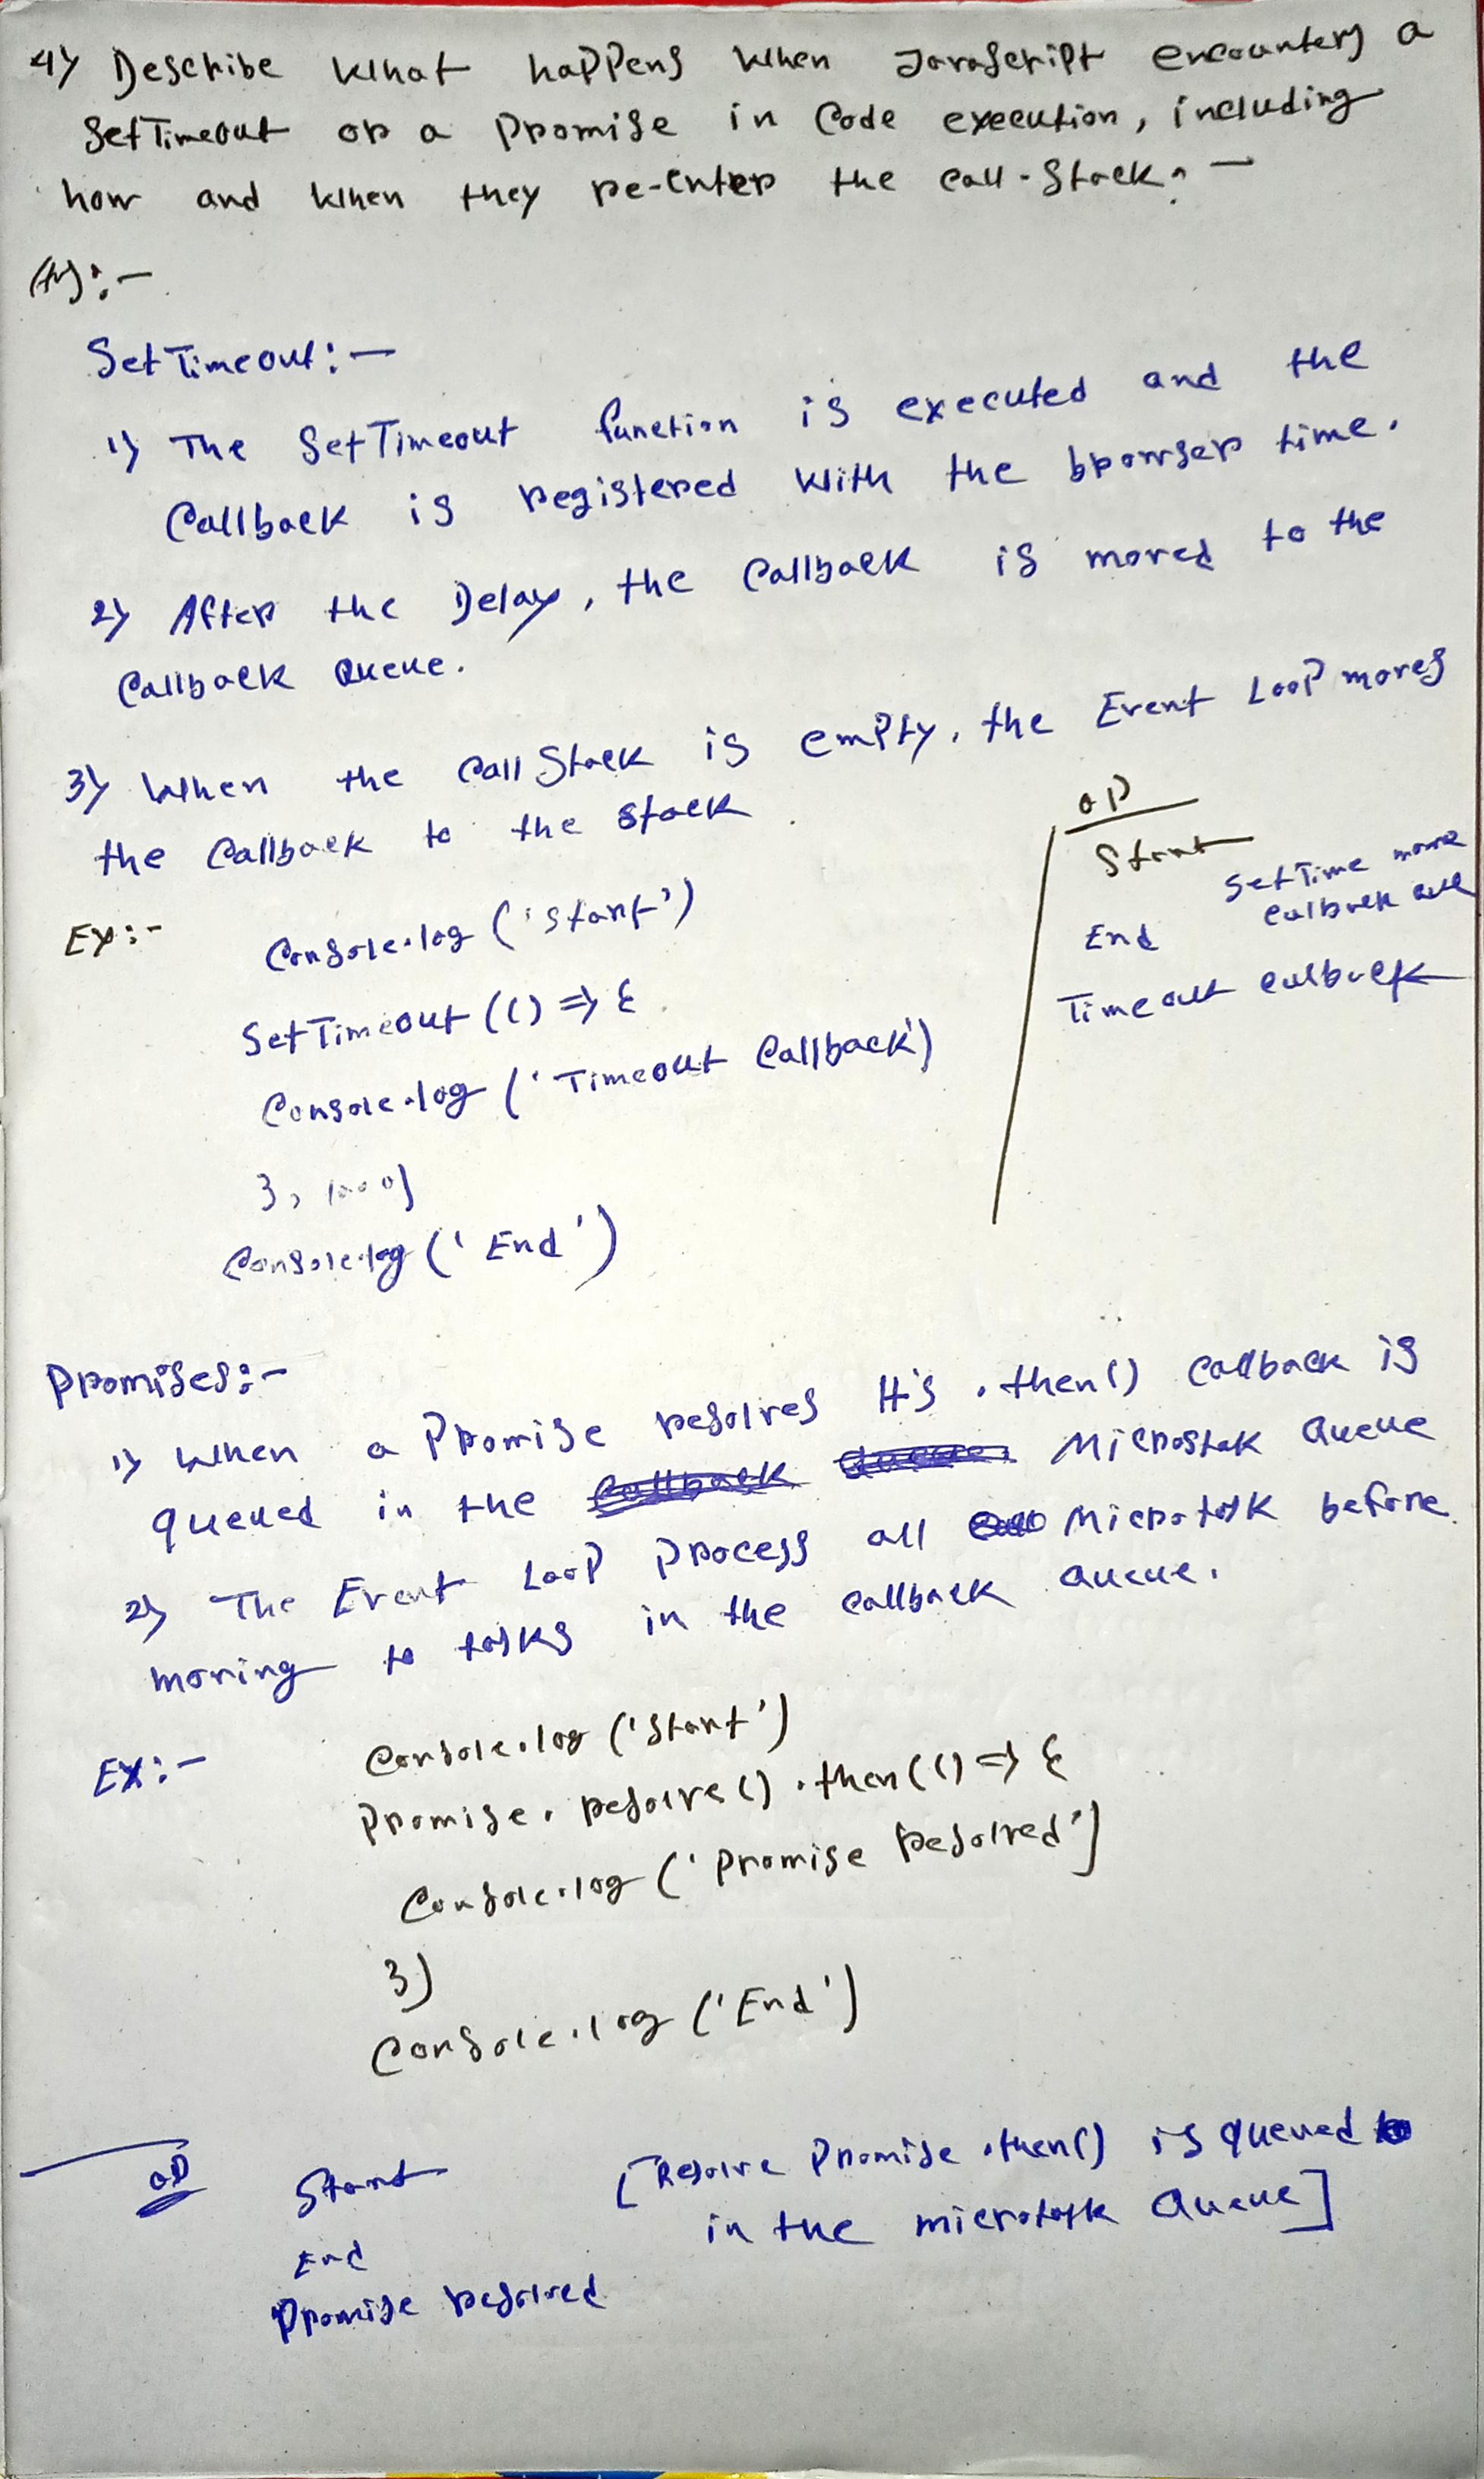 4) Describe what happens when JavaScript encounters a
SetTimeout or a Promise in Code execution, including
how and when they re-enter the call-stack? -
Ans:-
SetTimeout:-
1) The SetTimeout function is executed and the
Callback is registered with the browser time.
2) After the Delay, the Callback is moved to the
Callback Queue.
3) When the Call Stack is empty, the Event Loop moves
the Callback to the stack.
EX:-
Console.log ('Start')
SetTimeout (() => {
Console.log ('Timeout Callback')
}, 1000)
Console.log ('End')
OP
Start
SetTime move
callback
End
Timeout callback
Promises:-
1) When a Promise resolves It's .then() callback is
queued in the Callback Queue Microstak Queue
2) The Event Loop process all Microtask before
moving to tasks in the callback queue.
EX:-
Console.log ('Start')
Promise.resolve().then(() => {
Console.log ('Promise Resolved')
})
Console.log ('End')
OP
Start
[Resolve Promise .then() is queued
in the microtask Queue]
End
Promise Resolved